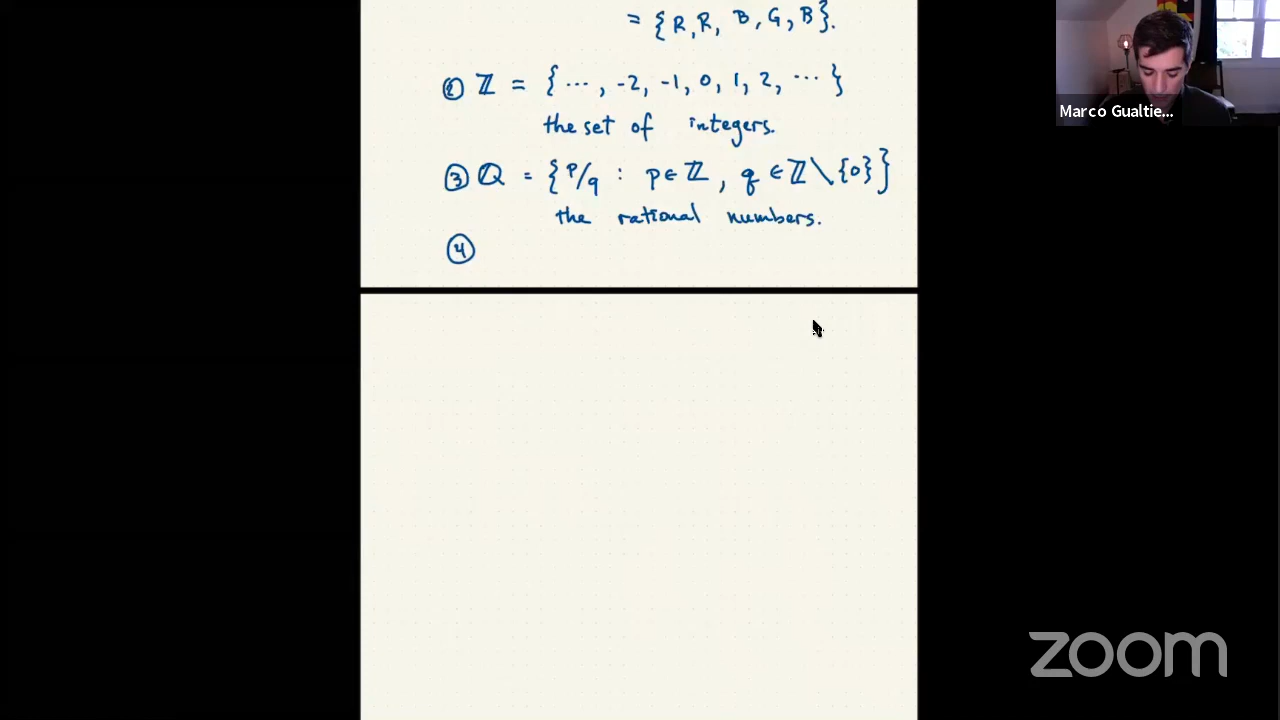 = {R, R, B, G, B}.
② ℤ = { ⋯ , -2, -1, 0, 1, 2, ⋯ }
the set of integers.
③ ℚ = {p/q : p ∈ ℤ, q ∈ ℤ \ {0}}
the rational numbers.
④
Marco Gualtie...
zoom